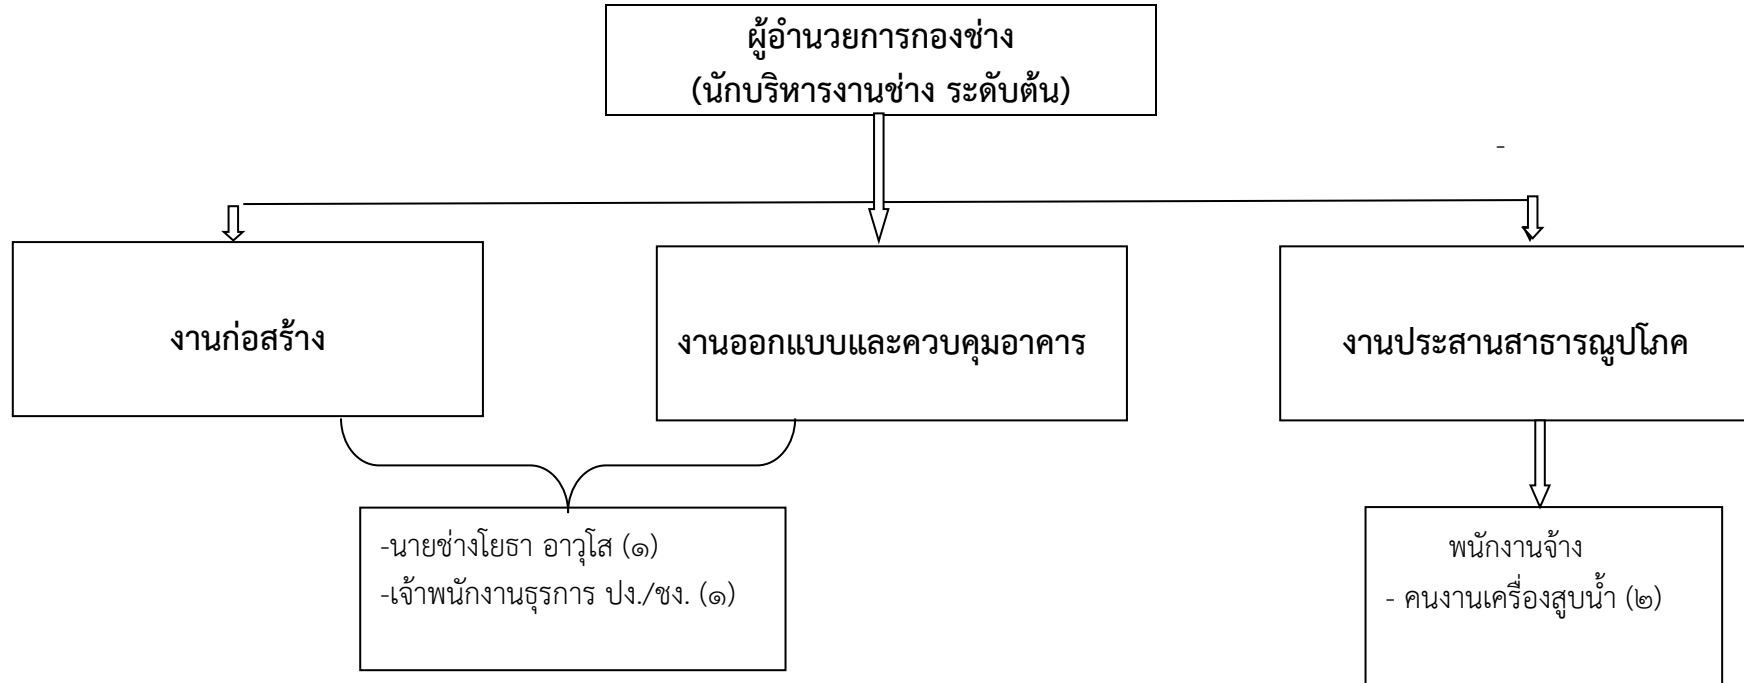 ผู้อำนวยการกองช่าง
(นักบริหารงานช่าง ระดับต้น)
-
งานก่อสร้าง
งานออกแบบและควบคุมอาคาร
งานประสานสาธารณูปโภค
-นายช่างโยธา อาวุโส (๑)
-เจ้าพนักงานธุรการ ปง./ชง. (๑)
พนักงานจ้าง
- คนงานเครื่องสูบน้ำ (๒)